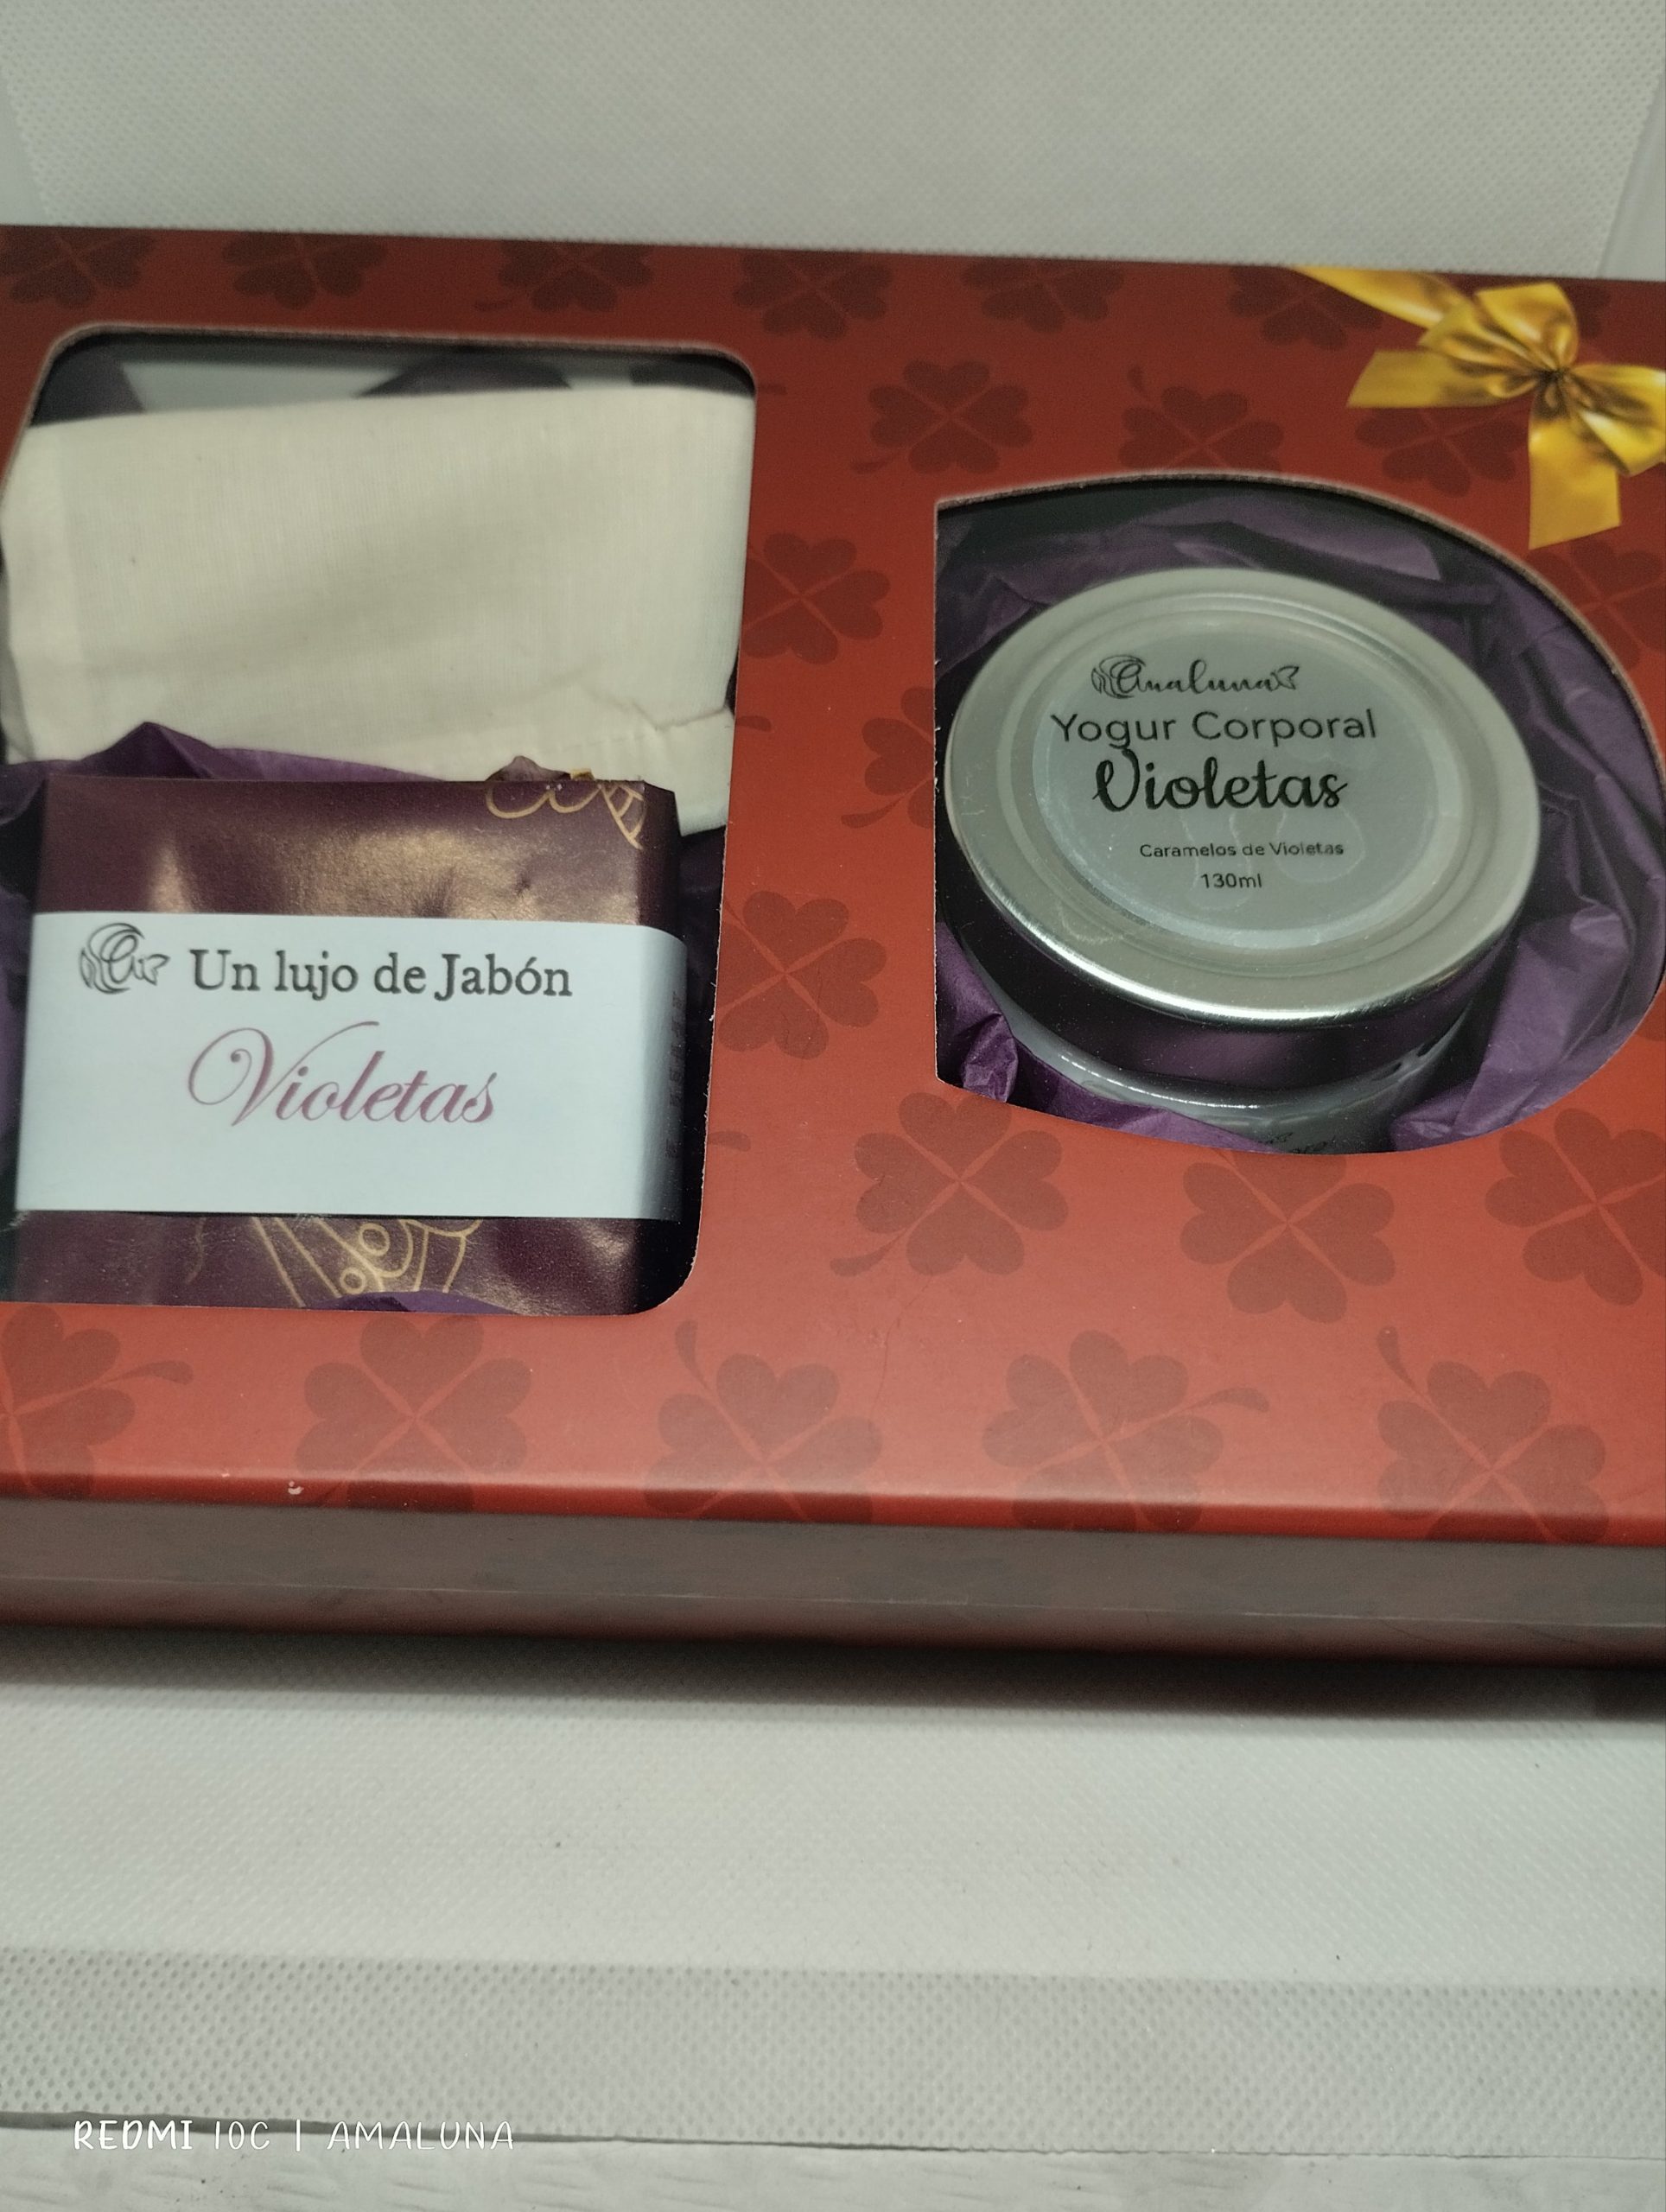 Un lujo de Jabón
Violetas
Amaluna
Yogur Corporal
Violetas
Caramelos de Violetas
130ml
REDMI 10C | AMALUNA